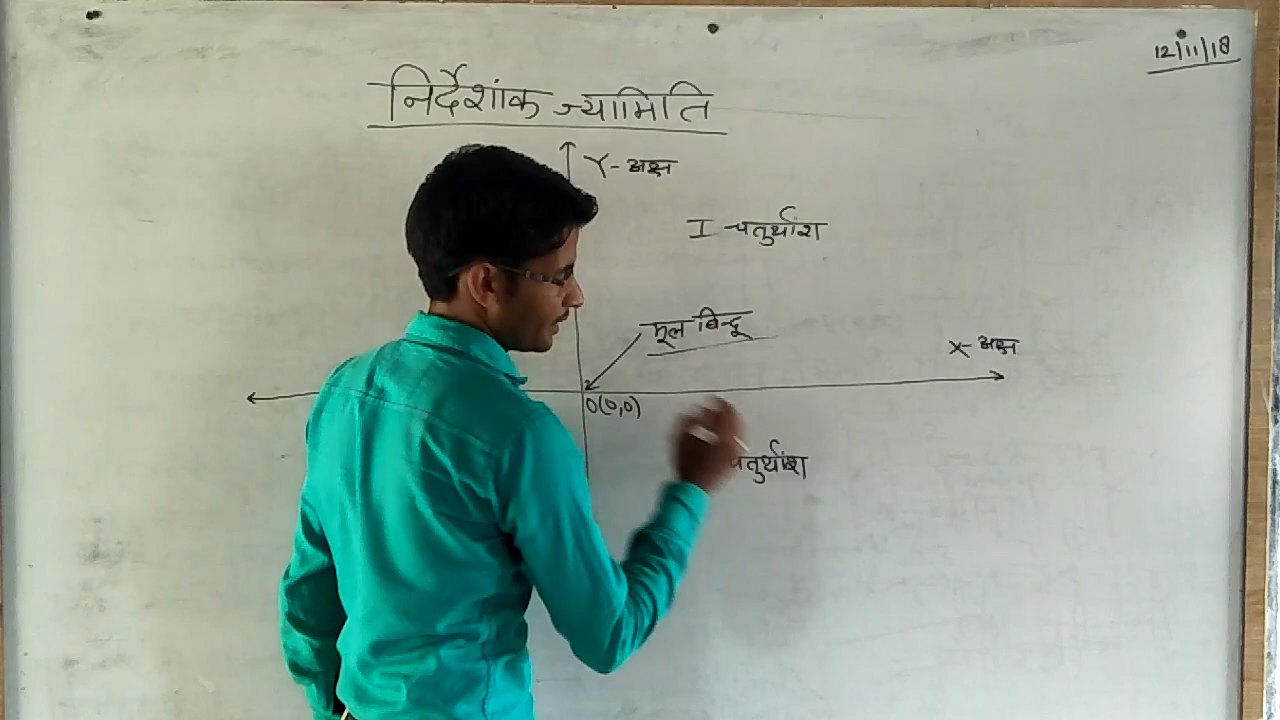 12/11/18
निर्देशांक ज्यामिति
Y- अक्ष
I - चतुर्थांश
मूल बिन्दू
X- अक्ष
O(0,0)
चतुर्थांश